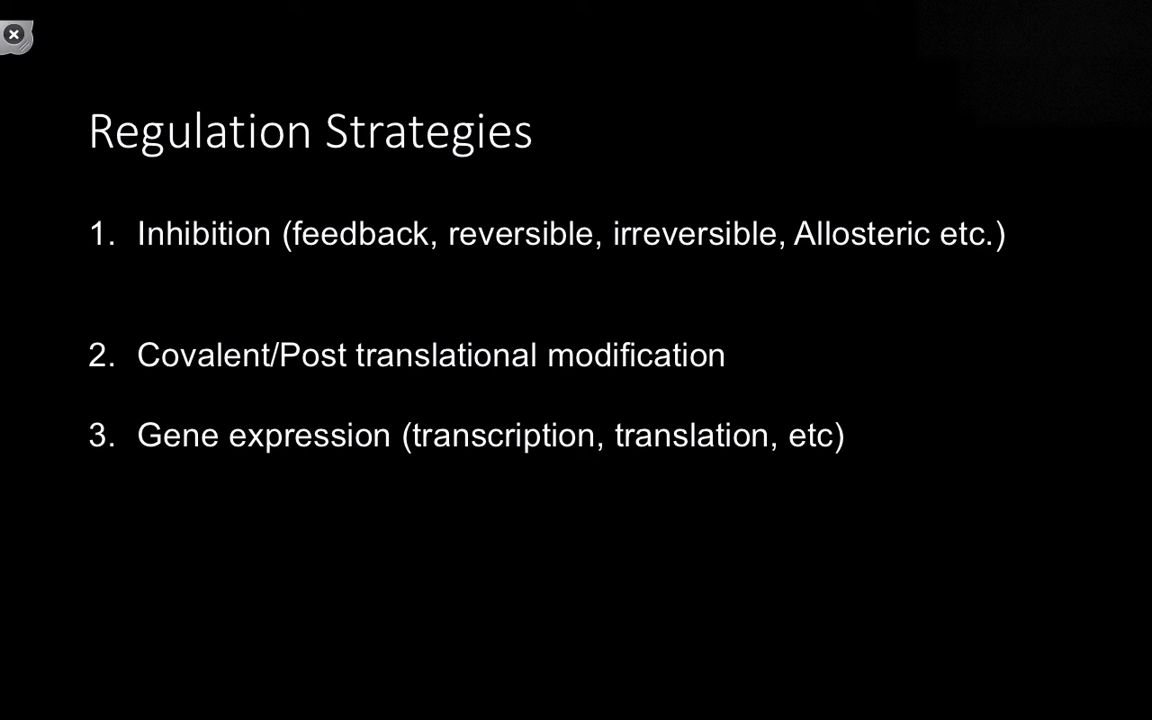 Regulation Strategies
1. Inhibition (feedback, reversible, irreversible, Allosteric etc.)
2. Covalent/Post translational modification
3. Gene expression (transcription, translation, etc)